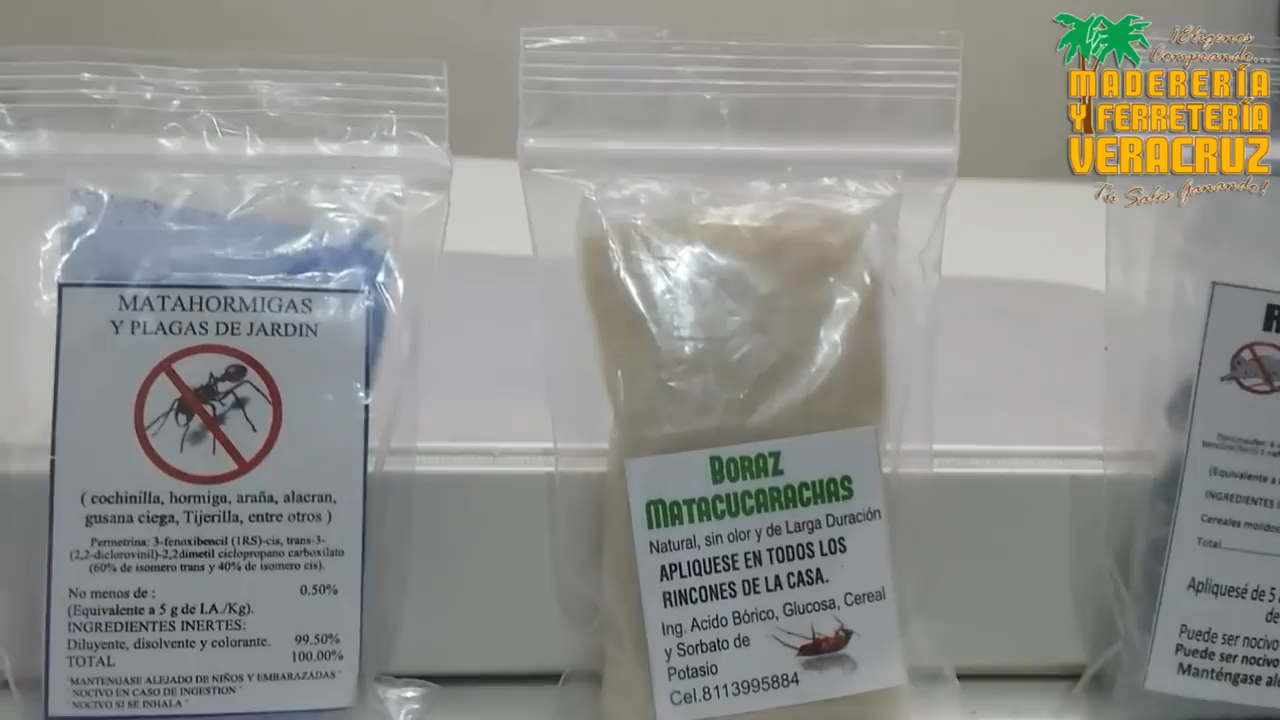 ¡Elígenos
Comprando...
MADERERÍA
Y FERRETERÍA
VERACRUZ
Tú Sales Ganando!
MATAHORMIGAS
Y PLAGAS DE JARDIN
( cochinilla, hormiga, araña, alacran,
gusana ciega, Tijerilla, entre otros )
Permetrina: 3-fenoxibencil (1RS)-cis, trans-3-
(2,2-diclorovinil)-2,2dimetil ciclopropano carboxilato
(60% de isomero trans y 40% de isomero cis).
No menos de : 0.50%
(Equivalente a 5 g de I.A./Kg).
INGREDIENTES INERTES:
Diluyente, disolvente y colorante. 99.50%
TOTAL 100.00%
"MANTENGASE ALEJADO DE NIÑOS Y EMBARAZADAS"
"NOCIVO EN CASO DE INGESTION"
"NOCIVO SI SE INHALA"
BORAZ
MATACUCARACHAS
Natural, sin olor y de Larga Duración
APLIQUESE EN TODOS LOS
RINCONES DE LA CASA.
Ing. Acido Bórico, Glucosa, Cereal
y Sorbato de
Potasio
Cel.8113995884
(Equivalente a
INGREDIENTES
Cereales molidos
Total
Apliquesé de 5
de
Puede ser nocivo
Puede ser nocivo
Manténgase